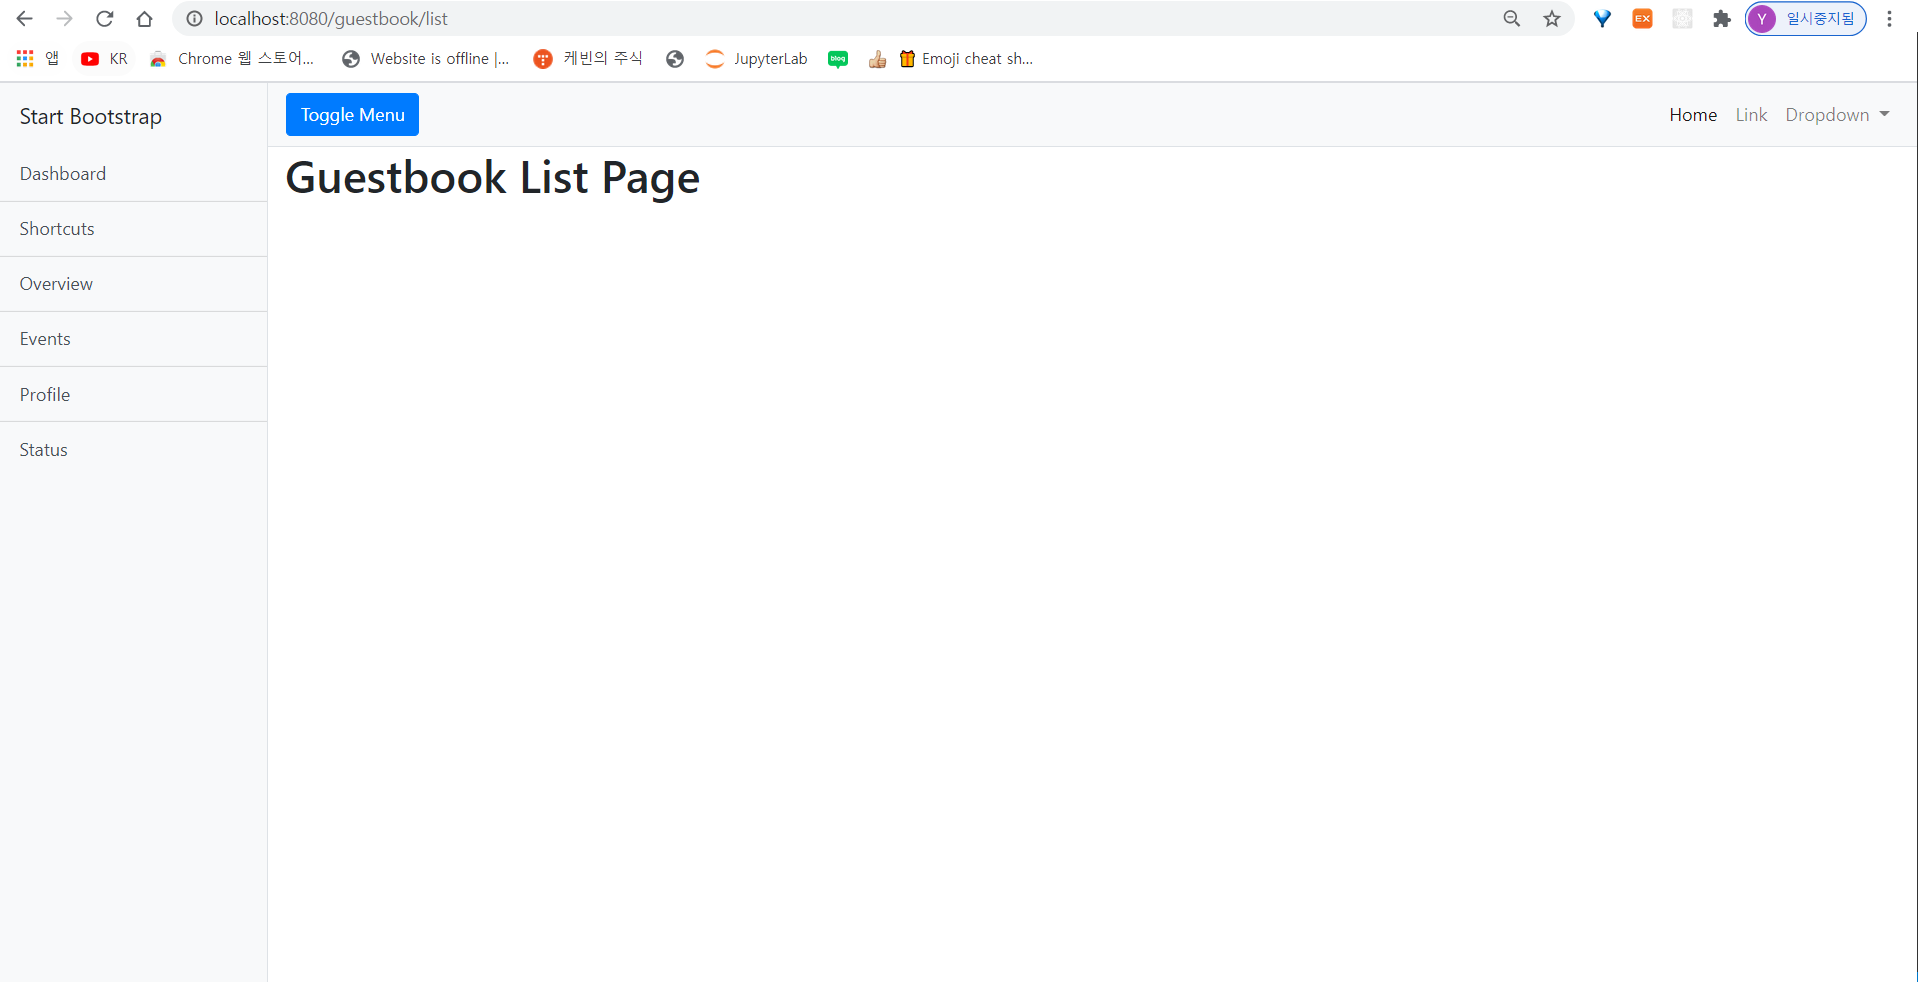 localhost:8080/guestbook/list
EX
Y 일시중지됨
앱 KR Chrome 웹 스토어... Website is offline |... 케빈의 주식 JupyterLab blog Emoji cheat sh...
Start Bootstrap
Toggle Menu
Home Link Dropdown
Guestbook List Page
Dashboard
Shortcuts
Overview
Events
Profile
Status